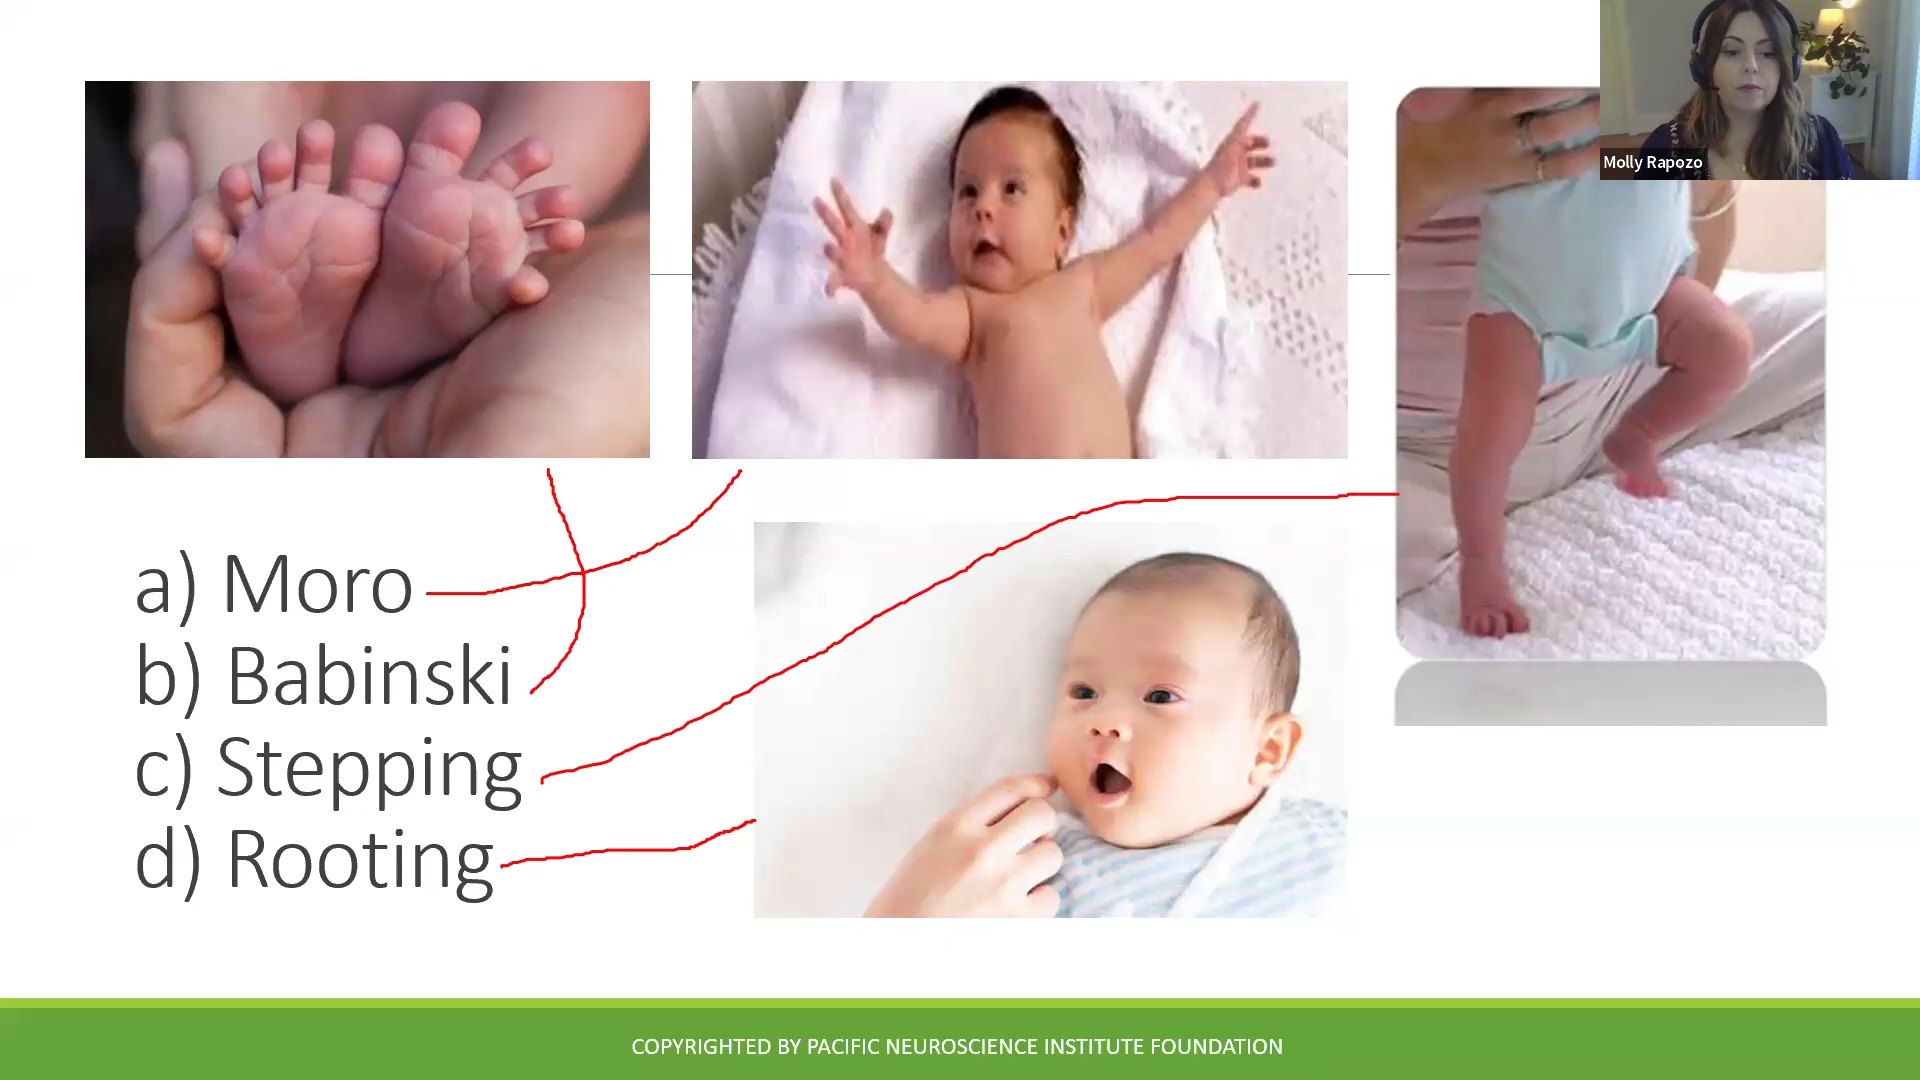 Molly Rapozo
a) Moro
b) Babinski
c) Stepping
d) Rooting
COPYRIGHTED BY PACIFIC NEUROSCIENCE INSTITUTE FOUNDATION